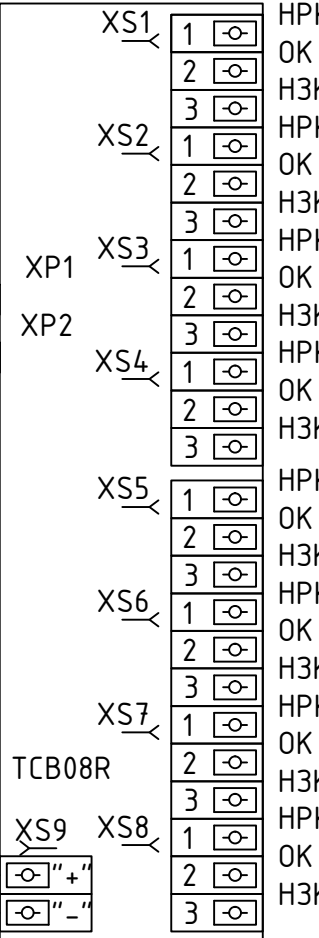 XS1 1 НРК
2 ОК
3 НЗК
XS2 1 НРК
2 ОК
3 НЗК
XP1 XS3 1 НРК
2 ОК
XP2 3 НЗК
XS4 1 НРК
2 ОК
3 НЗК
XS5 1 НРК
2 ОК
3 НЗК
XS6 1 НРК
2 ОК
3 НЗК
XS7 1 НРК
TCB08R 2 ОК
3 НЗК
XS9 XS8 1 НРК
"+" 2 ОК
"-" 3 НЗК